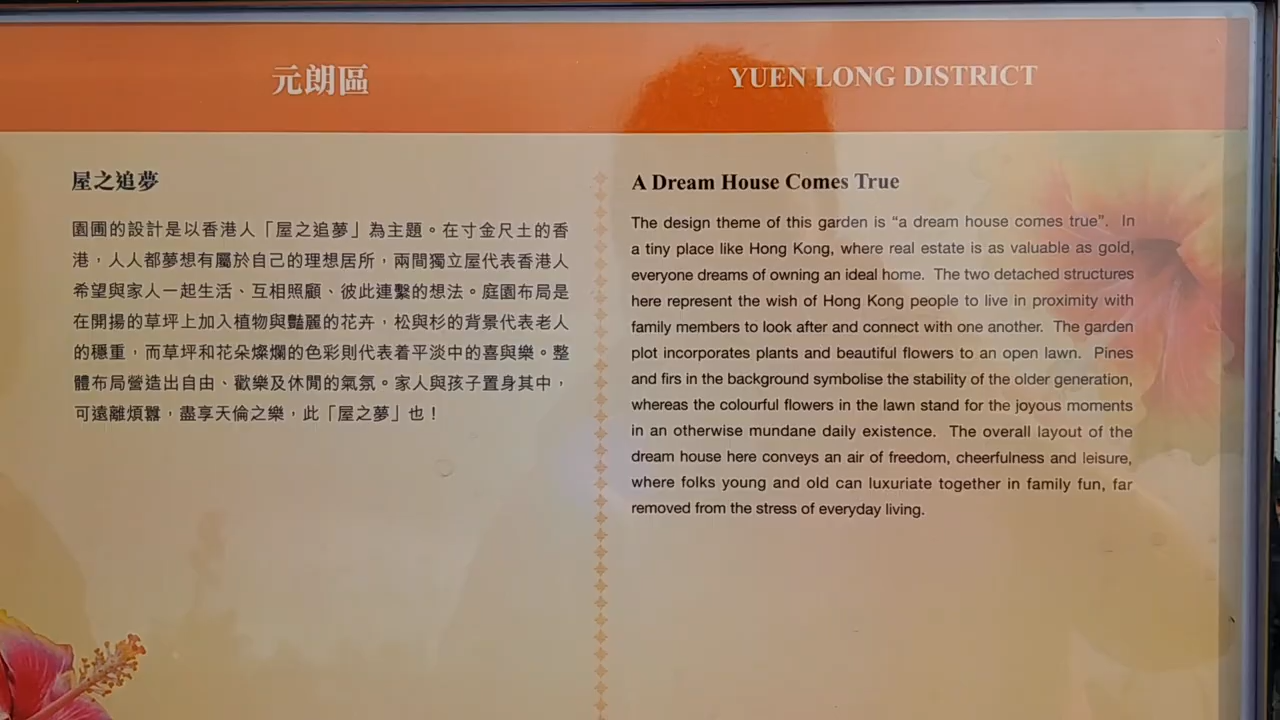 元朗區
屋之追夢
園圃的設計是以香港人「屋之追夢」為主題。在寸金尺土的香
港，人人都夢想有屬於自己的理想居所，兩間獨立屋代表香港人
希望與家人一起生活、互相照顧、彼此連繫的想法。庭園布局是
在開揚的草坪上加入植物與豔麗的花卉，松與杉的背景代表老人
的穩重，而草坪和花朵燦爛的色彩則代表着平淡中的喜與樂。整
體布局營造出自由、歡樂及休閒的氣氛。家人與孩子置身其中，
可遠離煩囂，盡享天倫之樂，此「屋之夢」也！
YUEN LONG DISTRICT
A Dream House Comes True
The design theme of this garden is “a dream house comes true”. In
a tiny place like Hong Kong, where real estate is as valuable as gold,
everyone dreams of owning an ideal home. The two detached structures
here represent the wish of Hong Kong people to live in proximity with
family members to look after and connect with one another. The garden
plot incorporates plants and beautiful flowers to an open lawn. Pines
and firs in the background symbolise the stability of the older generation,
whereas the colourful flowers in the lawn stand for the joyous moments
in an otherwise mundane daily existence. The overall layout of the
dream house here conveys an air of freedom, cheerfulness and leisure,
where folks young and old can luxuriate together in family fun, far
removed from the stress of everyday living.